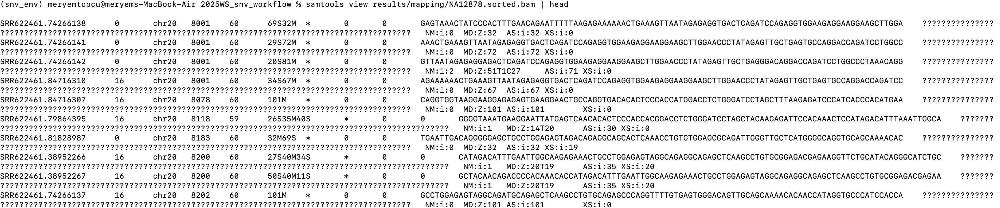 (snv_env) meryemtopcu@meryems-MacBook-Air 2025WS_snv_workflow % samtools view results/mapping/NA12878.sorted.bam | head
SRR622461.74266138 0 chr20 8001 60 69S32M * 0 0 GAGTAAACTATCCCACTTTGAACAGAATTTTTAAGAGAAAAAACTGAAAGTTAATAGAGAGGTGACTCAGATCCAGAGGTGGAAGAGGAAGGAAGCTTGGA ???????????????
?????????????????????????????????????????????????????????????????????????????????????? NM:i:0 MD:Z:32 AS:i:32 XS:i:0
SRR622461.74266141 0 chr20 8001 60 29S72M * 0 0 AAACTGAAAGTTAATAGAGAGGTGACTCAGATCCAGAGGTGGAAGAGGAAGGAAGCTTGGAACCCTATAGAGTTGCTGAGTGCCAGGACCAGATCCTGGCC ???????????????
?????????????????????????????????????????????????????????????????????????????????????? NM:i:0 MD:Z:72 AS:i:72 XS:i:0
SRR622461.74266142 0 chr20 8001 60 20S81M * 0 0 GTTAATAGAGAGGAGACTCAGATCCAGAGGTGGAAGAGGAAGGAAGCTTGGAACCCTATAGAGTTGCTGAGGGACAGGACCAGATCCTGGCCCTAAACAGG ???????????????
?????????????????????????????????????????????????????????????????????????????????????? NM:i:2 MD:Z:51T1C27 AS:i:71 XS:i:0
SRR622461.84716310 16 chr20 8001 60 34S67M * 0 0 AGAAAAAACTGAAAGTTAATAGAGAGGTGACTCAGATCCAGAGGTGGAAGAGGAAGGAAGCTTGGAACCCTATAGAGTTGCTGAGTGCCAGGACCAGATCC ???????????????
?????????????????????????????????????????????????????????????????????????????????????? NM:i:0 MD:Z:67 AS:i:67 XS:i:0
SRR622461.84716307 16 chr20 8078 60 101M * 0 0 CAGGTGGTAAGGAAGGAGAGAGTGAAGGAACTGCCAGGTGACACACTCCCACCATGGACCTCTGGGATCCTAGCTTTAAGAGATCCCATCACCCACATGAA ???????????????
?????????????????????????????????????????????????????????????????????????????????????? NM:i:0 MD:Z:101 AS:i:101 XS:i:0
SRR622461.79864395 16 chr20 8118 59 26S35M40S * 0 0 GGGGTAAATGAAGGAATTATGAGTCAACACACTCCCACCACGGACCTCTGGGATCCTAGCTACAAGAGATTCCACAAACTCCATAGACATTTAAATTGGCA ???????
?????????????????????????????????????????????????????????????????????????????????????????????? NM:i:1 MD:Z:14T20 AS:i:30 XS:i:0
SRR622461.81828987 0 chr20 8183 60 32M69S * 0 0 TGAATTGACAGGGGGAGCTGCCTGGAGAGTAGACAGAGGCAGCACTCAAACCTGTGTGGAGCGCAGATTGGGTTGCTCATGGGGCAGGTGCAGCAAAACAC ???????????????
?????????????????????????????????????????????????????????????????????????????????????? NM:i:0 MD:Z:32 AS:i:32 XS:i:19
SRR622461.38952266 16 chr20 8200 60 27S40M34S * 0 0 CATAGACATTTGAATTGGCAAGAGAAACTGCCTGGAGAGTAGGCAGAGGCAGAGCTCAAGCCTGTGCGGAGACGAGAAGGTTCTGCATACAGGGCATCTGC ???????
?????????????????????????????????????????????????????????????????????????????????????????????? NM:i:1 MD:Z:20T19 AS:i:35 XS:i:20
SRR622461.38952267 16 chr20 8200 60 50S40M11S * 0 0 GCTACAACAGACCCCACAAACACCATAGACATTTGAATTGGCAAGAGAAACTGCCTGGAGAGTAGGCAGAGGCAGAGCTCAAGCCTGTGCGGAGACGAGAA ???????
?????????????????????????????????????????????????????????????????????????????????????????????? NM:i:1 MD:Z:20T19 AS:i:35 XS:i:20
SRR622461.74266137 16 chr20 8202 60 101M * 0 0 GCCTGGAGAGTAGGCAGATGCAGAGCTCAAGCCTGTGCAGAGCCCAGGTTTTGTGAGTGGGACAGTTGCAGCAAAACACAACCATAGGTGCCCATCCACCA ???????????????
?????????????????????????????????????????????????????????????????????????????????????? NM:i:0 MD:Z:101 AS:i:101 XS:i:0